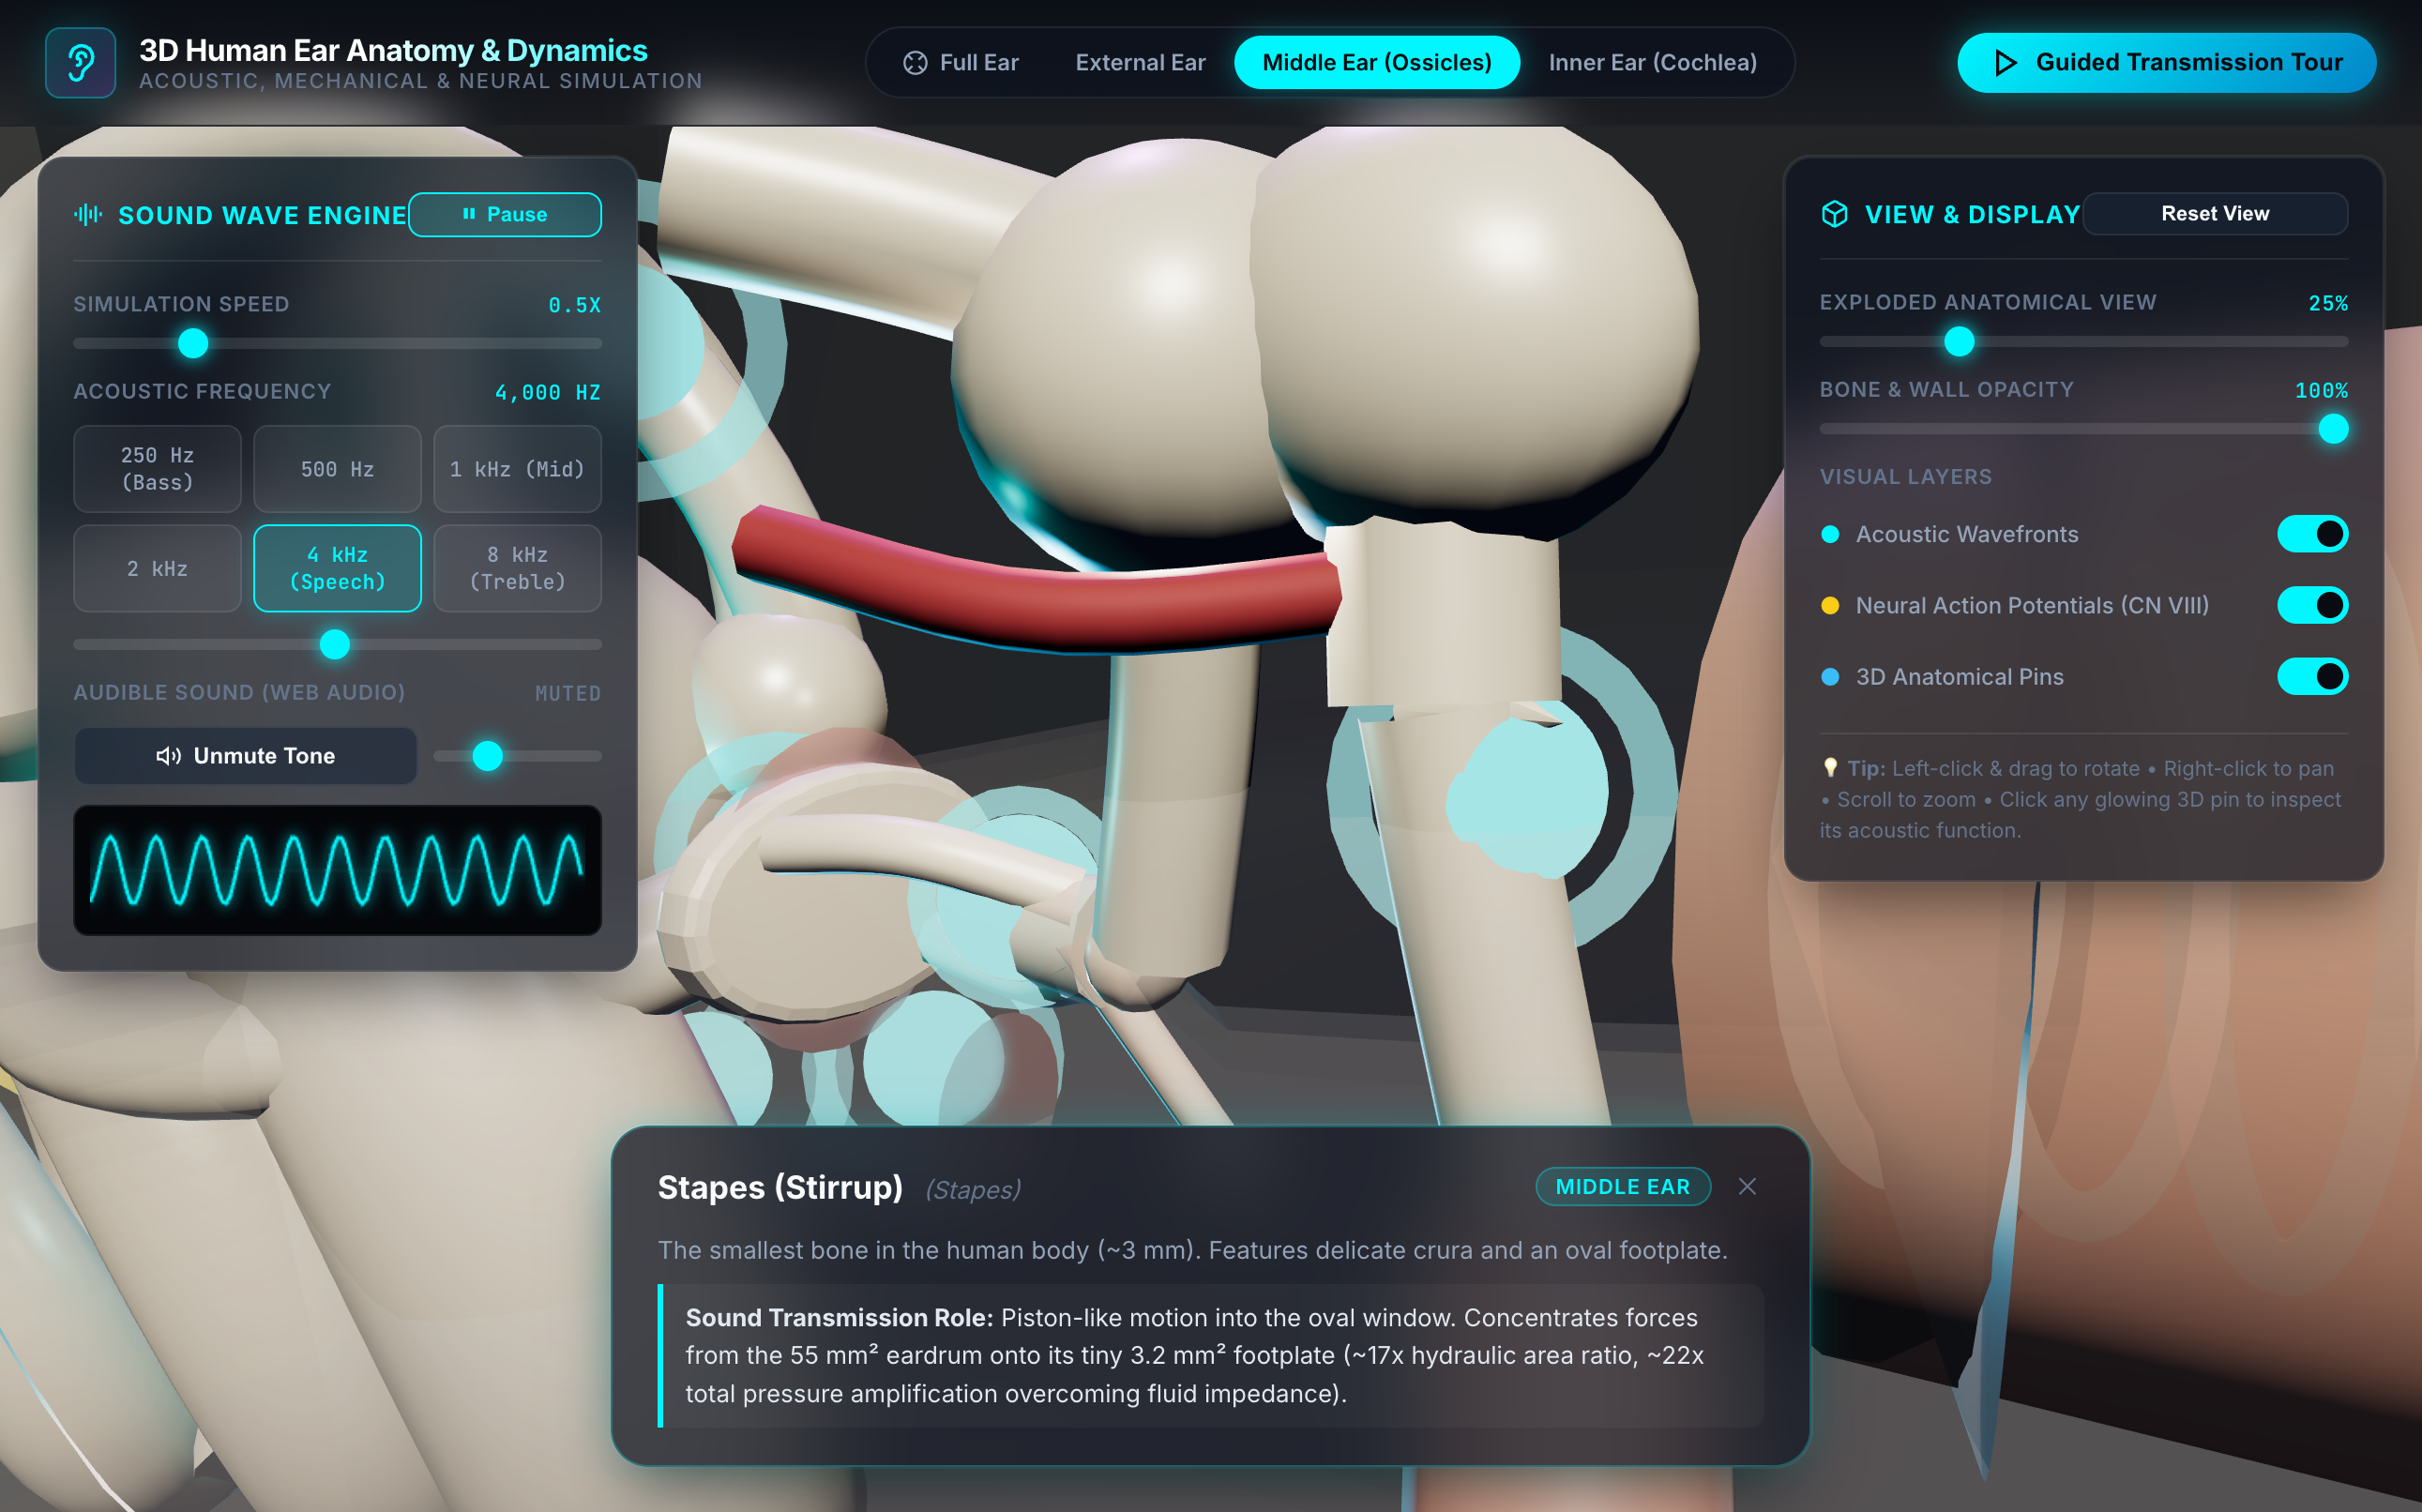 3D Human Ear Anatomy & Dynamics
ACOUSTIC, MECHANICAL & NEURAL SIMULATION
Full Ear
External Ear
Middle Ear (Ossicles)
Inner Ear (Cochlea)
Guided Transmission Tour
SOUND WAVE ENGINE
Pause
SIMULATION SPEED
0.5X
ACOUSTIC FREQUENCY
4,000 HZ
250 Hz
(Bass)
500 Hz
1 kHz (Mid)
2 kHz
4 kHz
(Speech)
8 kHz
(Treble)
AUDIBLE SOUND (WEB AUDIO)
MUTED
Unmute Tone
VIEW & DISPLAY
Reset View
EXPLODED ANATOMICAL VIEW
25%
BONE & WALL OPACITY
100%
VISUAL LAYERS
Acoustic Wavefronts
Neural Action Potentials (CN VIII)
3D Anatomical Pins
Tip: Left-click & drag to rotate • Right-click to pan
• Scroll to zoom • Click any glowing 3D pin to inspect
its acoustic function.
Stapes (Stirrup) (Stapes)
MIDDLE EAR
The smallest bone in the human body (~3 mm). Features delicate crura and an oval footplate.
Sound Transmission Role: Piston-like motion into the oval window. Concentrates forces
from the 55 mm² eardrum onto its tiny 3.2 mm² footplate (~17x hydraulic area ratio, ~22x
total pressure amplification overcoming fluid impedance).